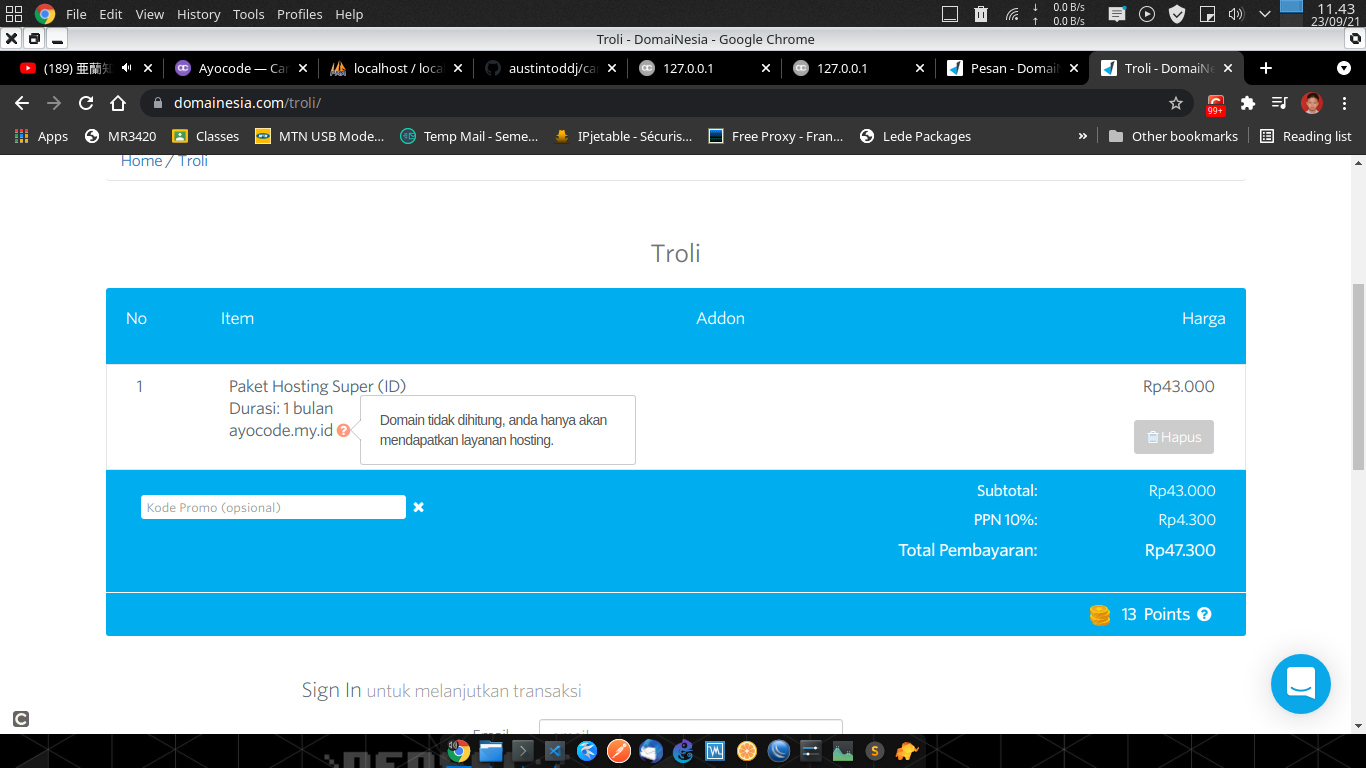 File Edit View History Tools Profiles Help
0.0 B/s
0.0 B/s
11.43
23/09/21
Troli - DomaiNesia - Google Chrome
(189) 亜蘭知
Ayocode — Car
localhost / loca
austintoddj/ca
127.0.0.1
127.0.0.1
Pesan - Domai
Troli - DomaiNe
domainesia.com/troli/
99+
Apps MR3420 Classes MTN USB Mode... Temp Mail - Seme... IPjetable - Sécuris... Free Proxy - Fran... Lede Packages » Other bookmarks Reading list
Home / Troli
Troli
No Item Addon Harga
1 Paket Hosting Super (ID) Rp43.000
Durasi: 1 bulan
ayocode.my.id
Domain tidak dihitung, anda hanya akan
mendapatkan layanan hosting.
Hapus
Kode Promo (opsional)
Subtotal: Rp43.000
PPN 10%: Rp4.300
Total Pembayaran: Rp47.300
13 Points
Sign In untuk melanjutkan transaksi